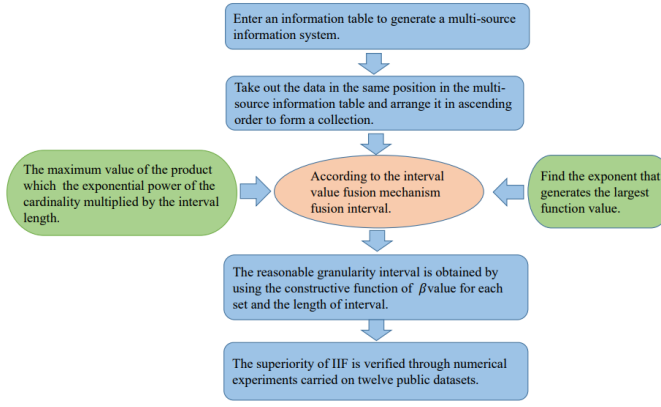 Enter an information table to generate a multi-source
information system.
Take out the data in the same position in the multi-
source information table and arrange it in ascending
order to form a collection.
The maximum value of the product
which the exponential power of the
cardinality multiplied by the interval
length.
According to the interval
value fusion mechanism
fusion interval.
Find the exponent that
generates the largest
function value.
The reasonable granularity interval is obtained by
using the constructive function of β value for each
set and the length of interval.
The superiority of IIF is verified through numerical
experiments carried on twelve public datasets.